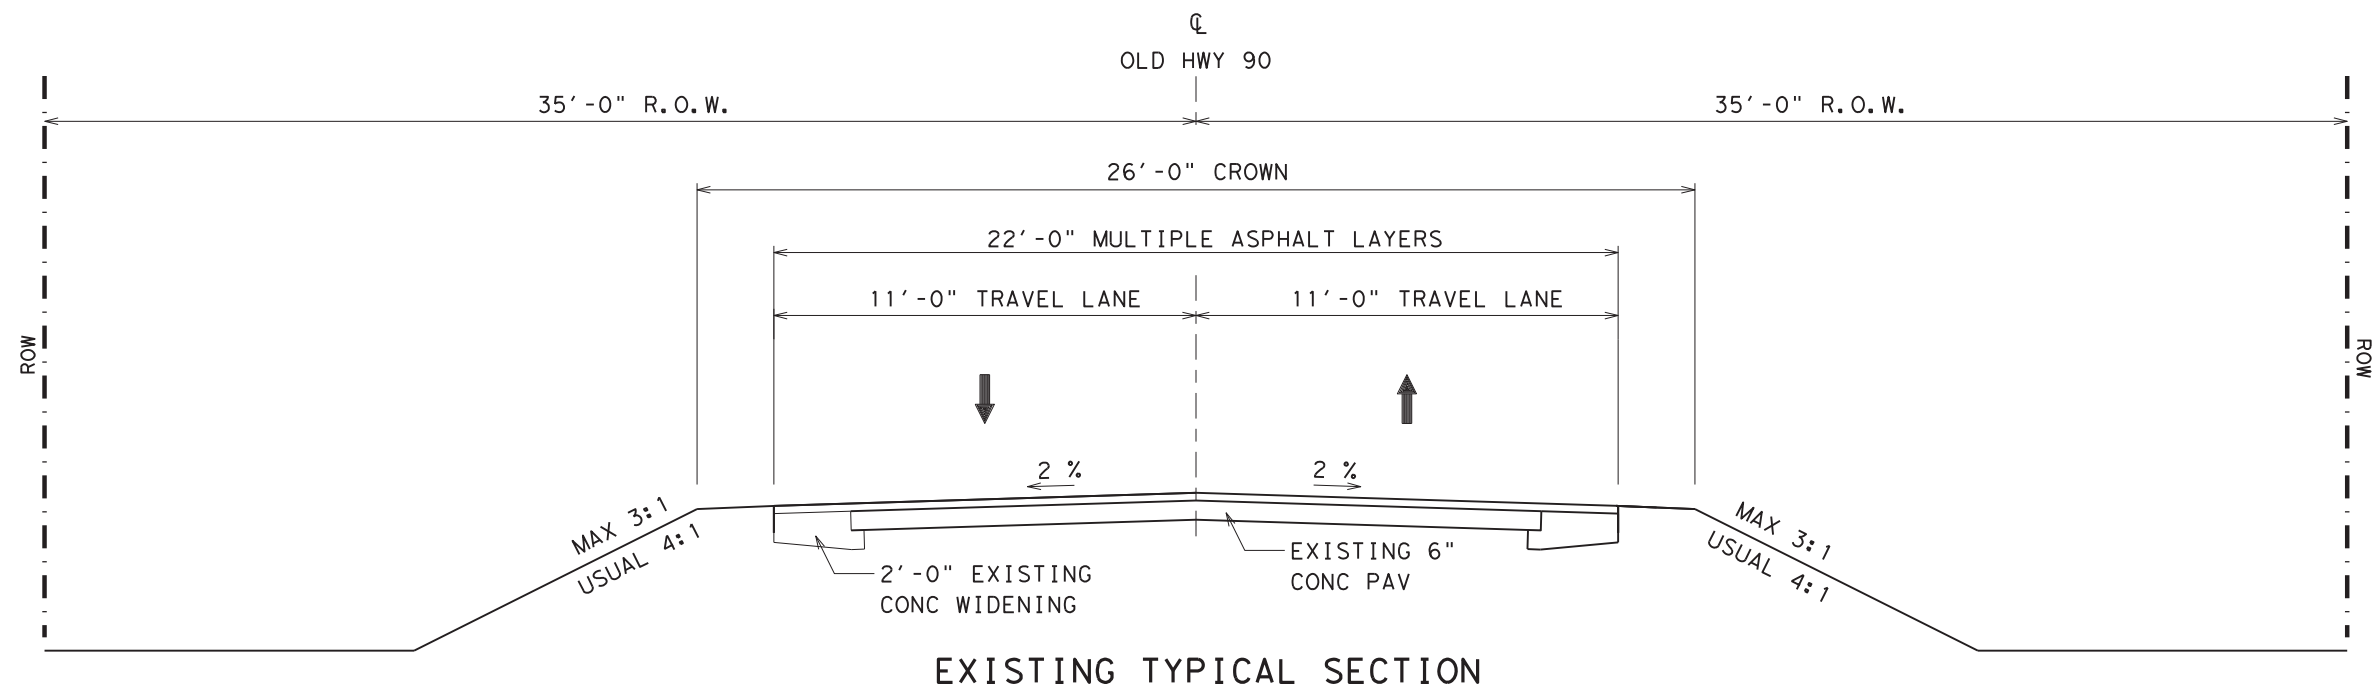 ℄
OLD HWY 90
35'-0" R.O.W.
35'-0" R.O.W.
26'-0" CROWN
22'-0" MULTIPLE ASPHALT LAYERS
11'-0" TRAVEL LANE
11'-0" TRAVEL LANE
ROW
ROW
2 %
2 %
MAX 3:1
USUAL 4:1
MAX 3:1
USUAL 4:1
2'-0" EXISTING
CONC WIDENING
EXISTING 6"
CONC PAV
EXISTING TYPICAL SECTION